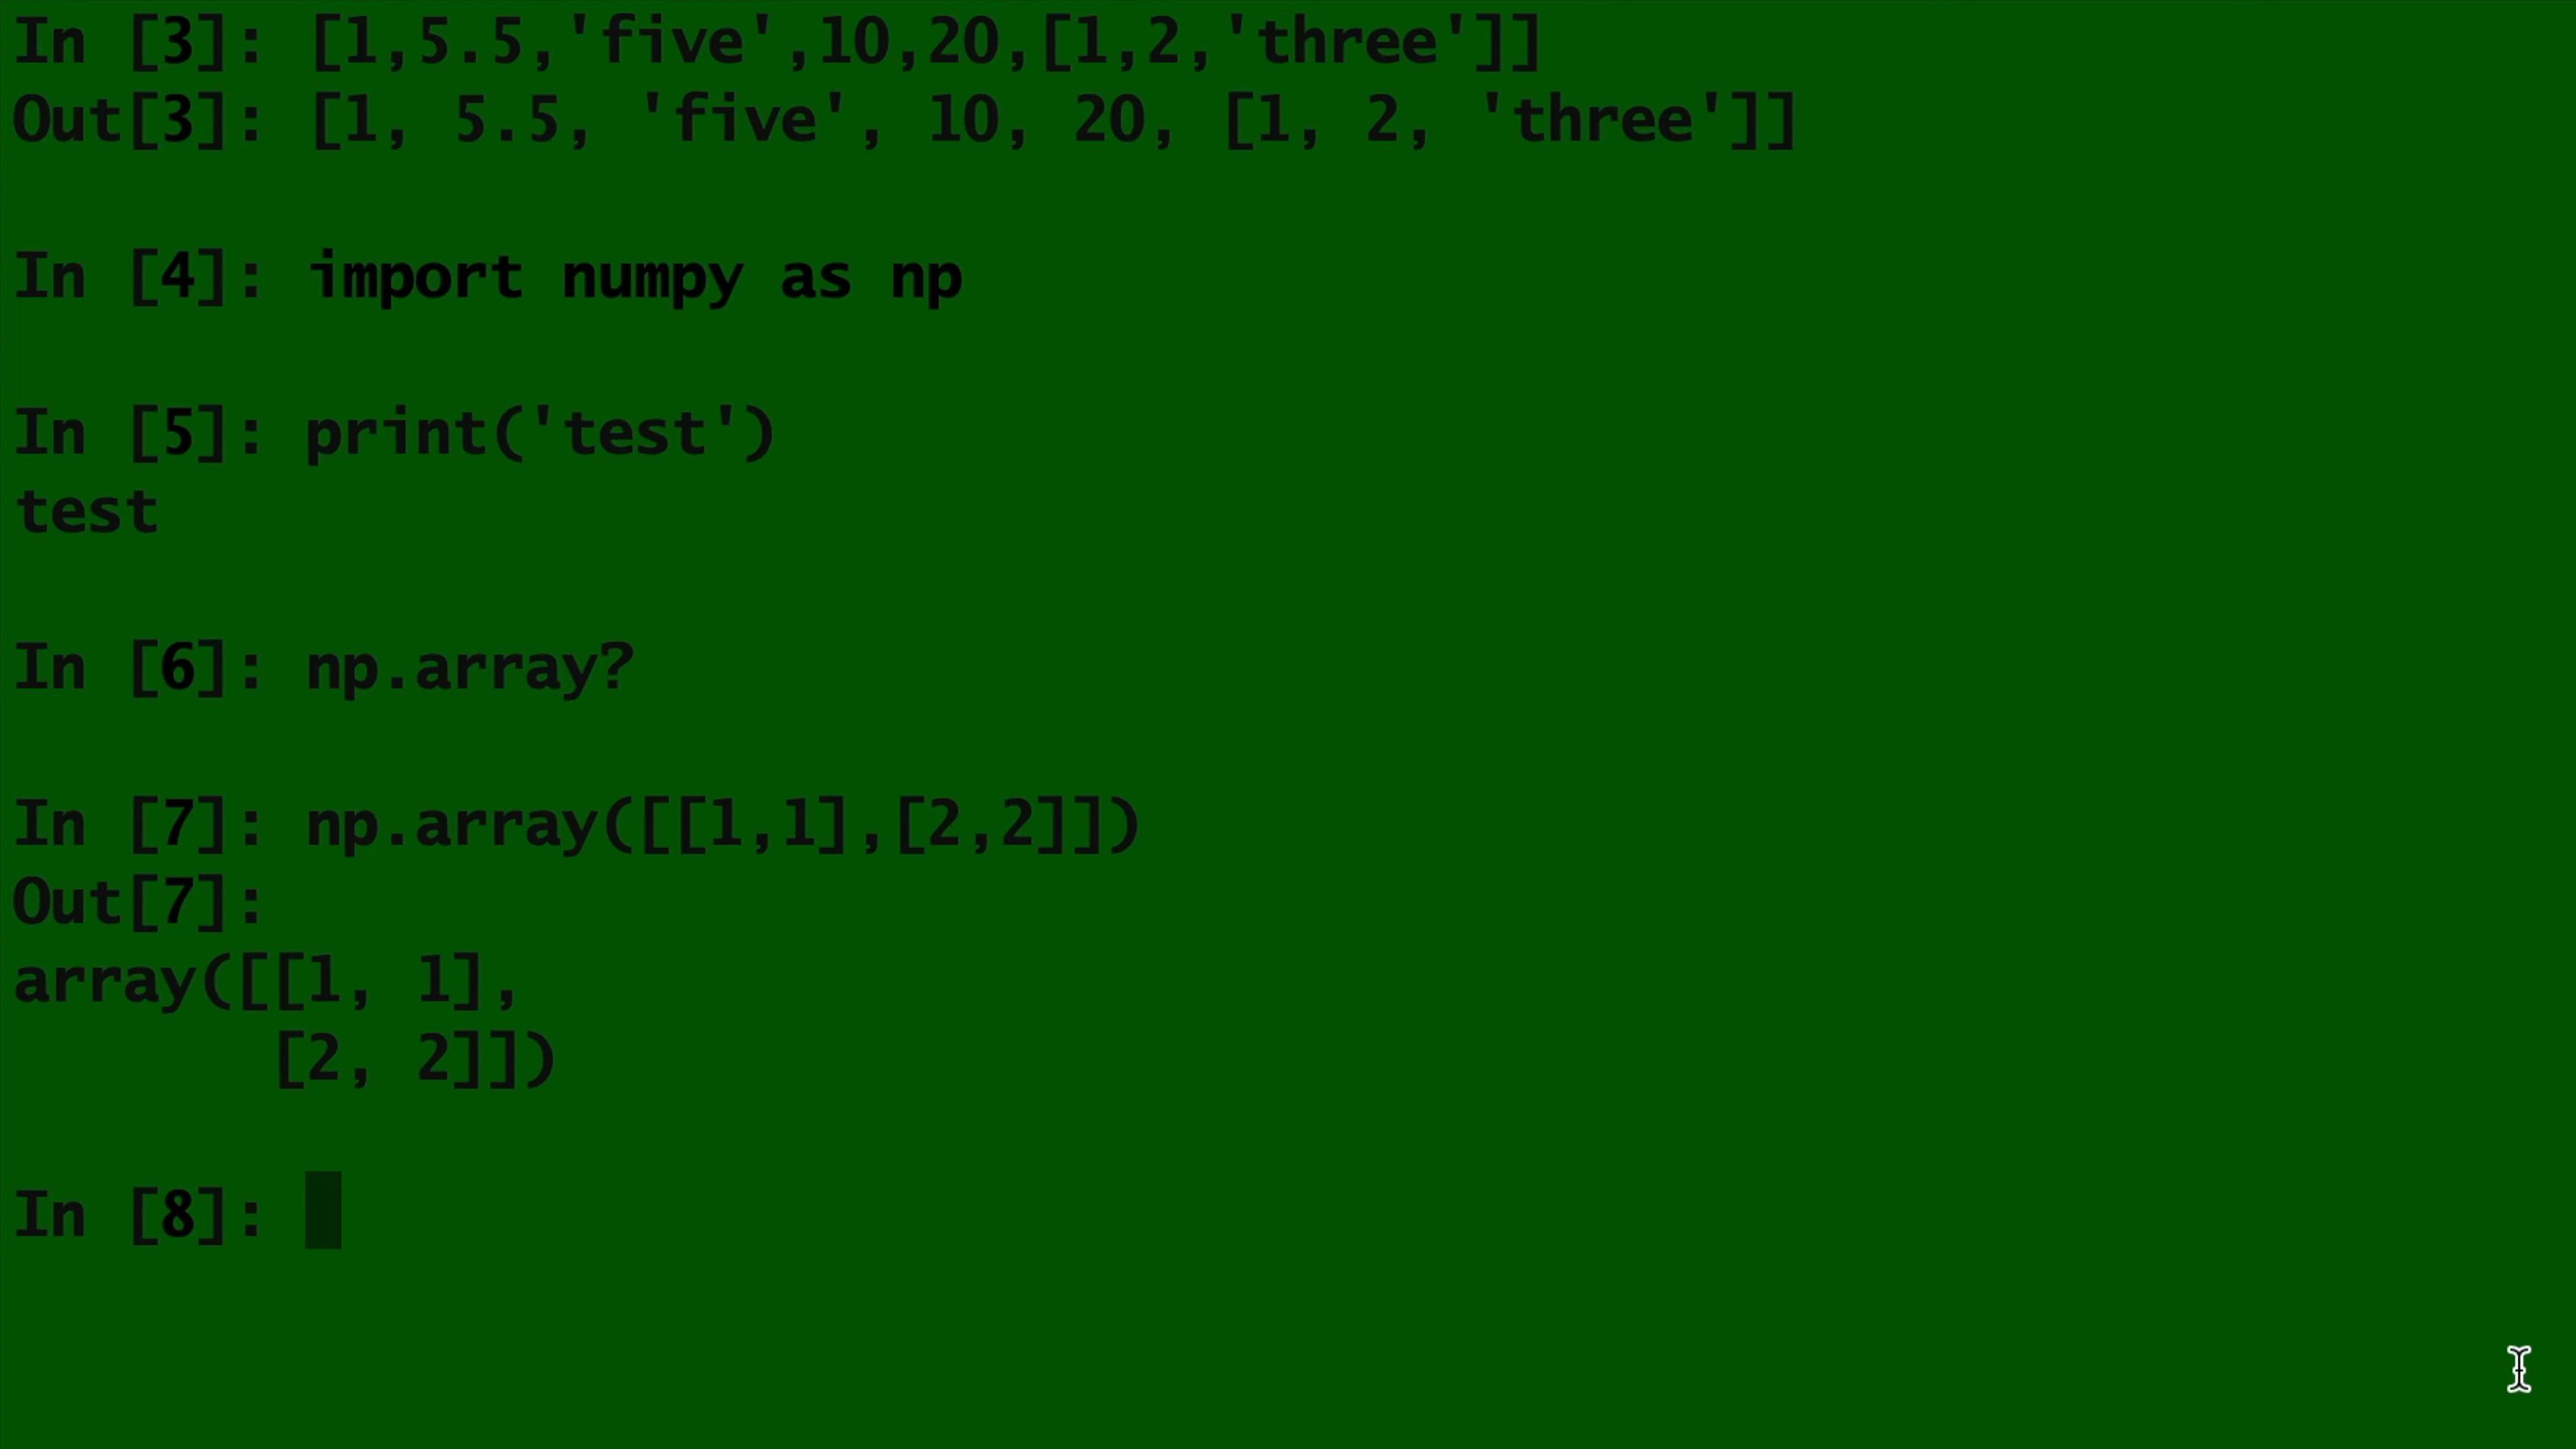 In [3]: [1,5.5,'five',10,20,[1,2,'three']]
Out[3]: [1, 5.5, 'five', 10, 20, [1, 2, 'three']]
In [4]: import numpy as np
In [5]: print('test')
test
In [6]: np.array?
In [7]: np.array([[1,1],[2,2]])
Out[7]:
array([[1, 1],
       [2, 2]])
In [8]: